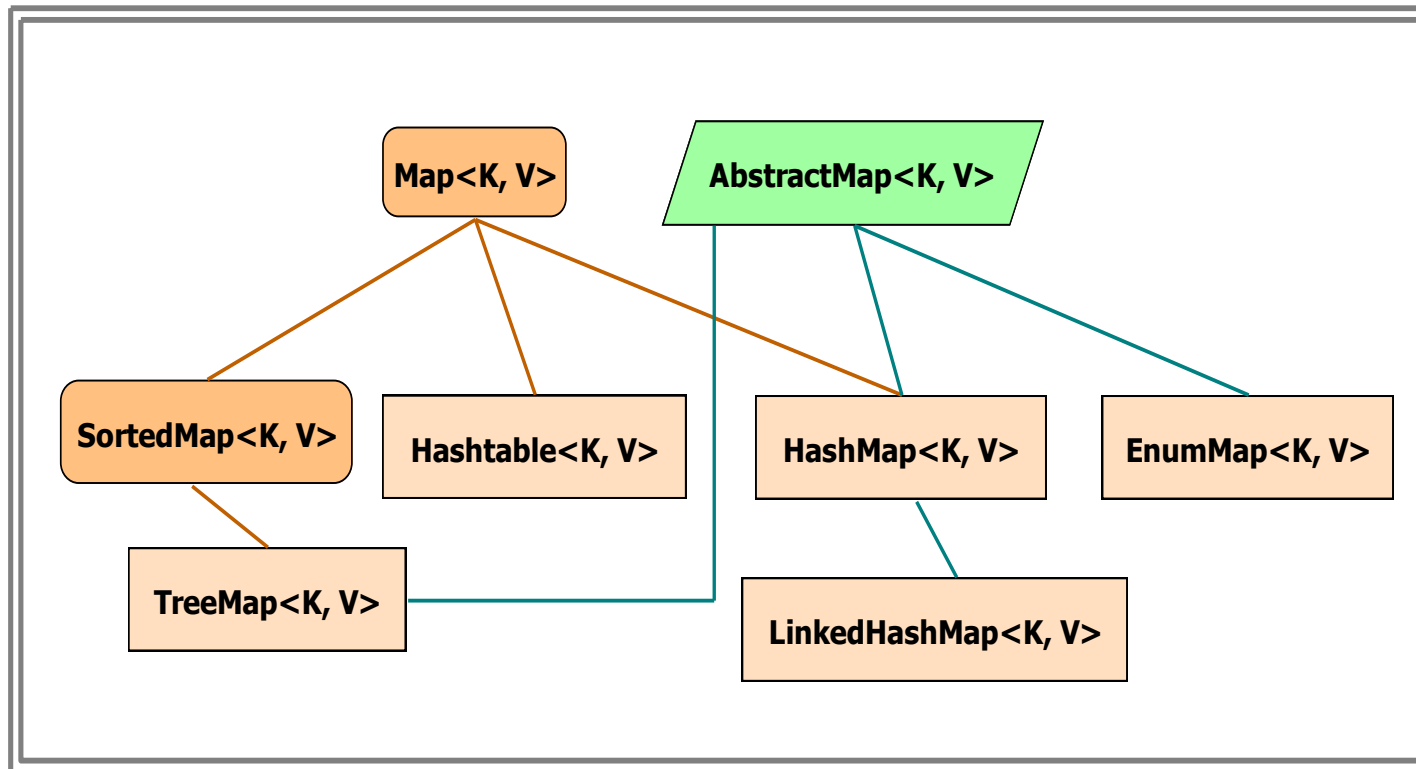 Map<K, V>
AbstractMap<K, V>
SortedMap<K, V>
Hashtable<K, V>
HashMap<K, V>
EnumMap<K, V>
TreeMap<K, V>
LinkedHashMap<K, V>